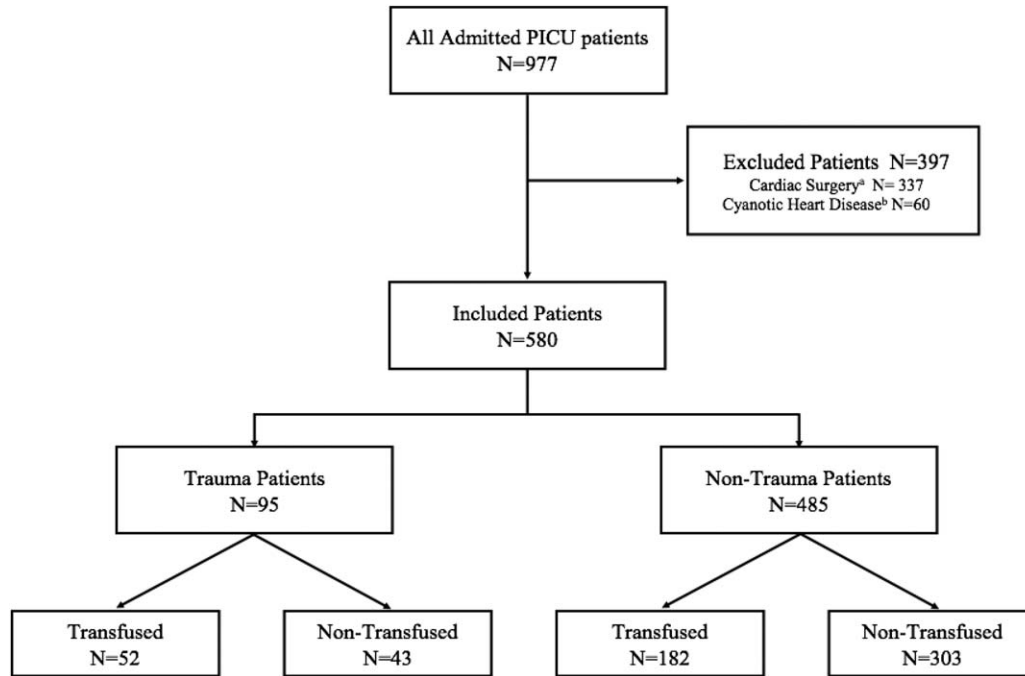 All Admitted PICU patients
N=977
Excluded Patients N=397
Cardiac Surgeryᵃ N= 337
Cyanotic Heart Diseaseᵇ N=60
Included Patients
N=580
Trauma Patients
N=95
Non-Trauma Patients
N=485
Transfused
N=52
Non-Transfused
N=43
Transfused
N=182
Non-Transfused
N=303